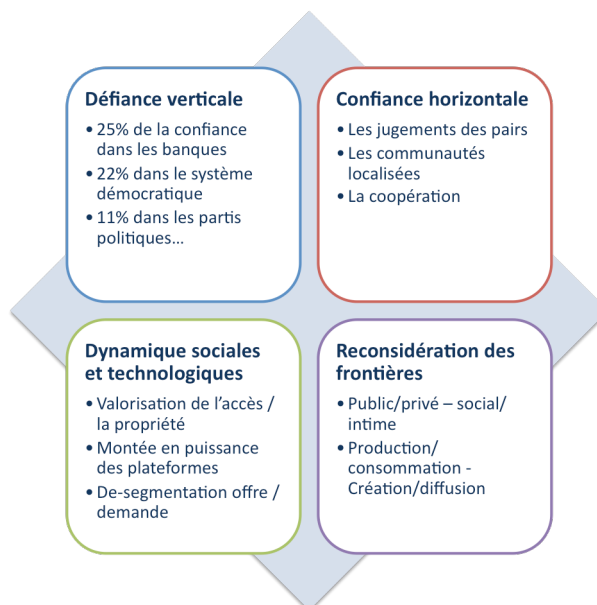 Défiance verticale
• 25% de la confiance
dans les banques
• 22% dans le système
démocratique
• 11% dans les partis
politiques...
Confiance horizontale
• Les jugements des pairs
• Les communautés
localisées
• La coopération
Dynamique sociales
et technologiques
• Valorisation de l'accès /
la propriété
• Montée en puissance
des plateformes
• De-segmentation offre /
demande
Reconsidération des
frontières
• Public/privé – social/
intime
• Production/
consommation -
Création/diffusion